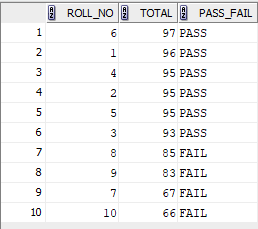 ROLL_NO TOTAL PASS_FAIL
1 6 97 PASS
2 1 96 PASS
3 4 95 PASS
4 2 95 PASS
5 5 95 PASS
6 3 93 PASS
7 8 85 FAIL
8 9 83 FAIL
9 7 67 FAIL
10 10 66 FAIL